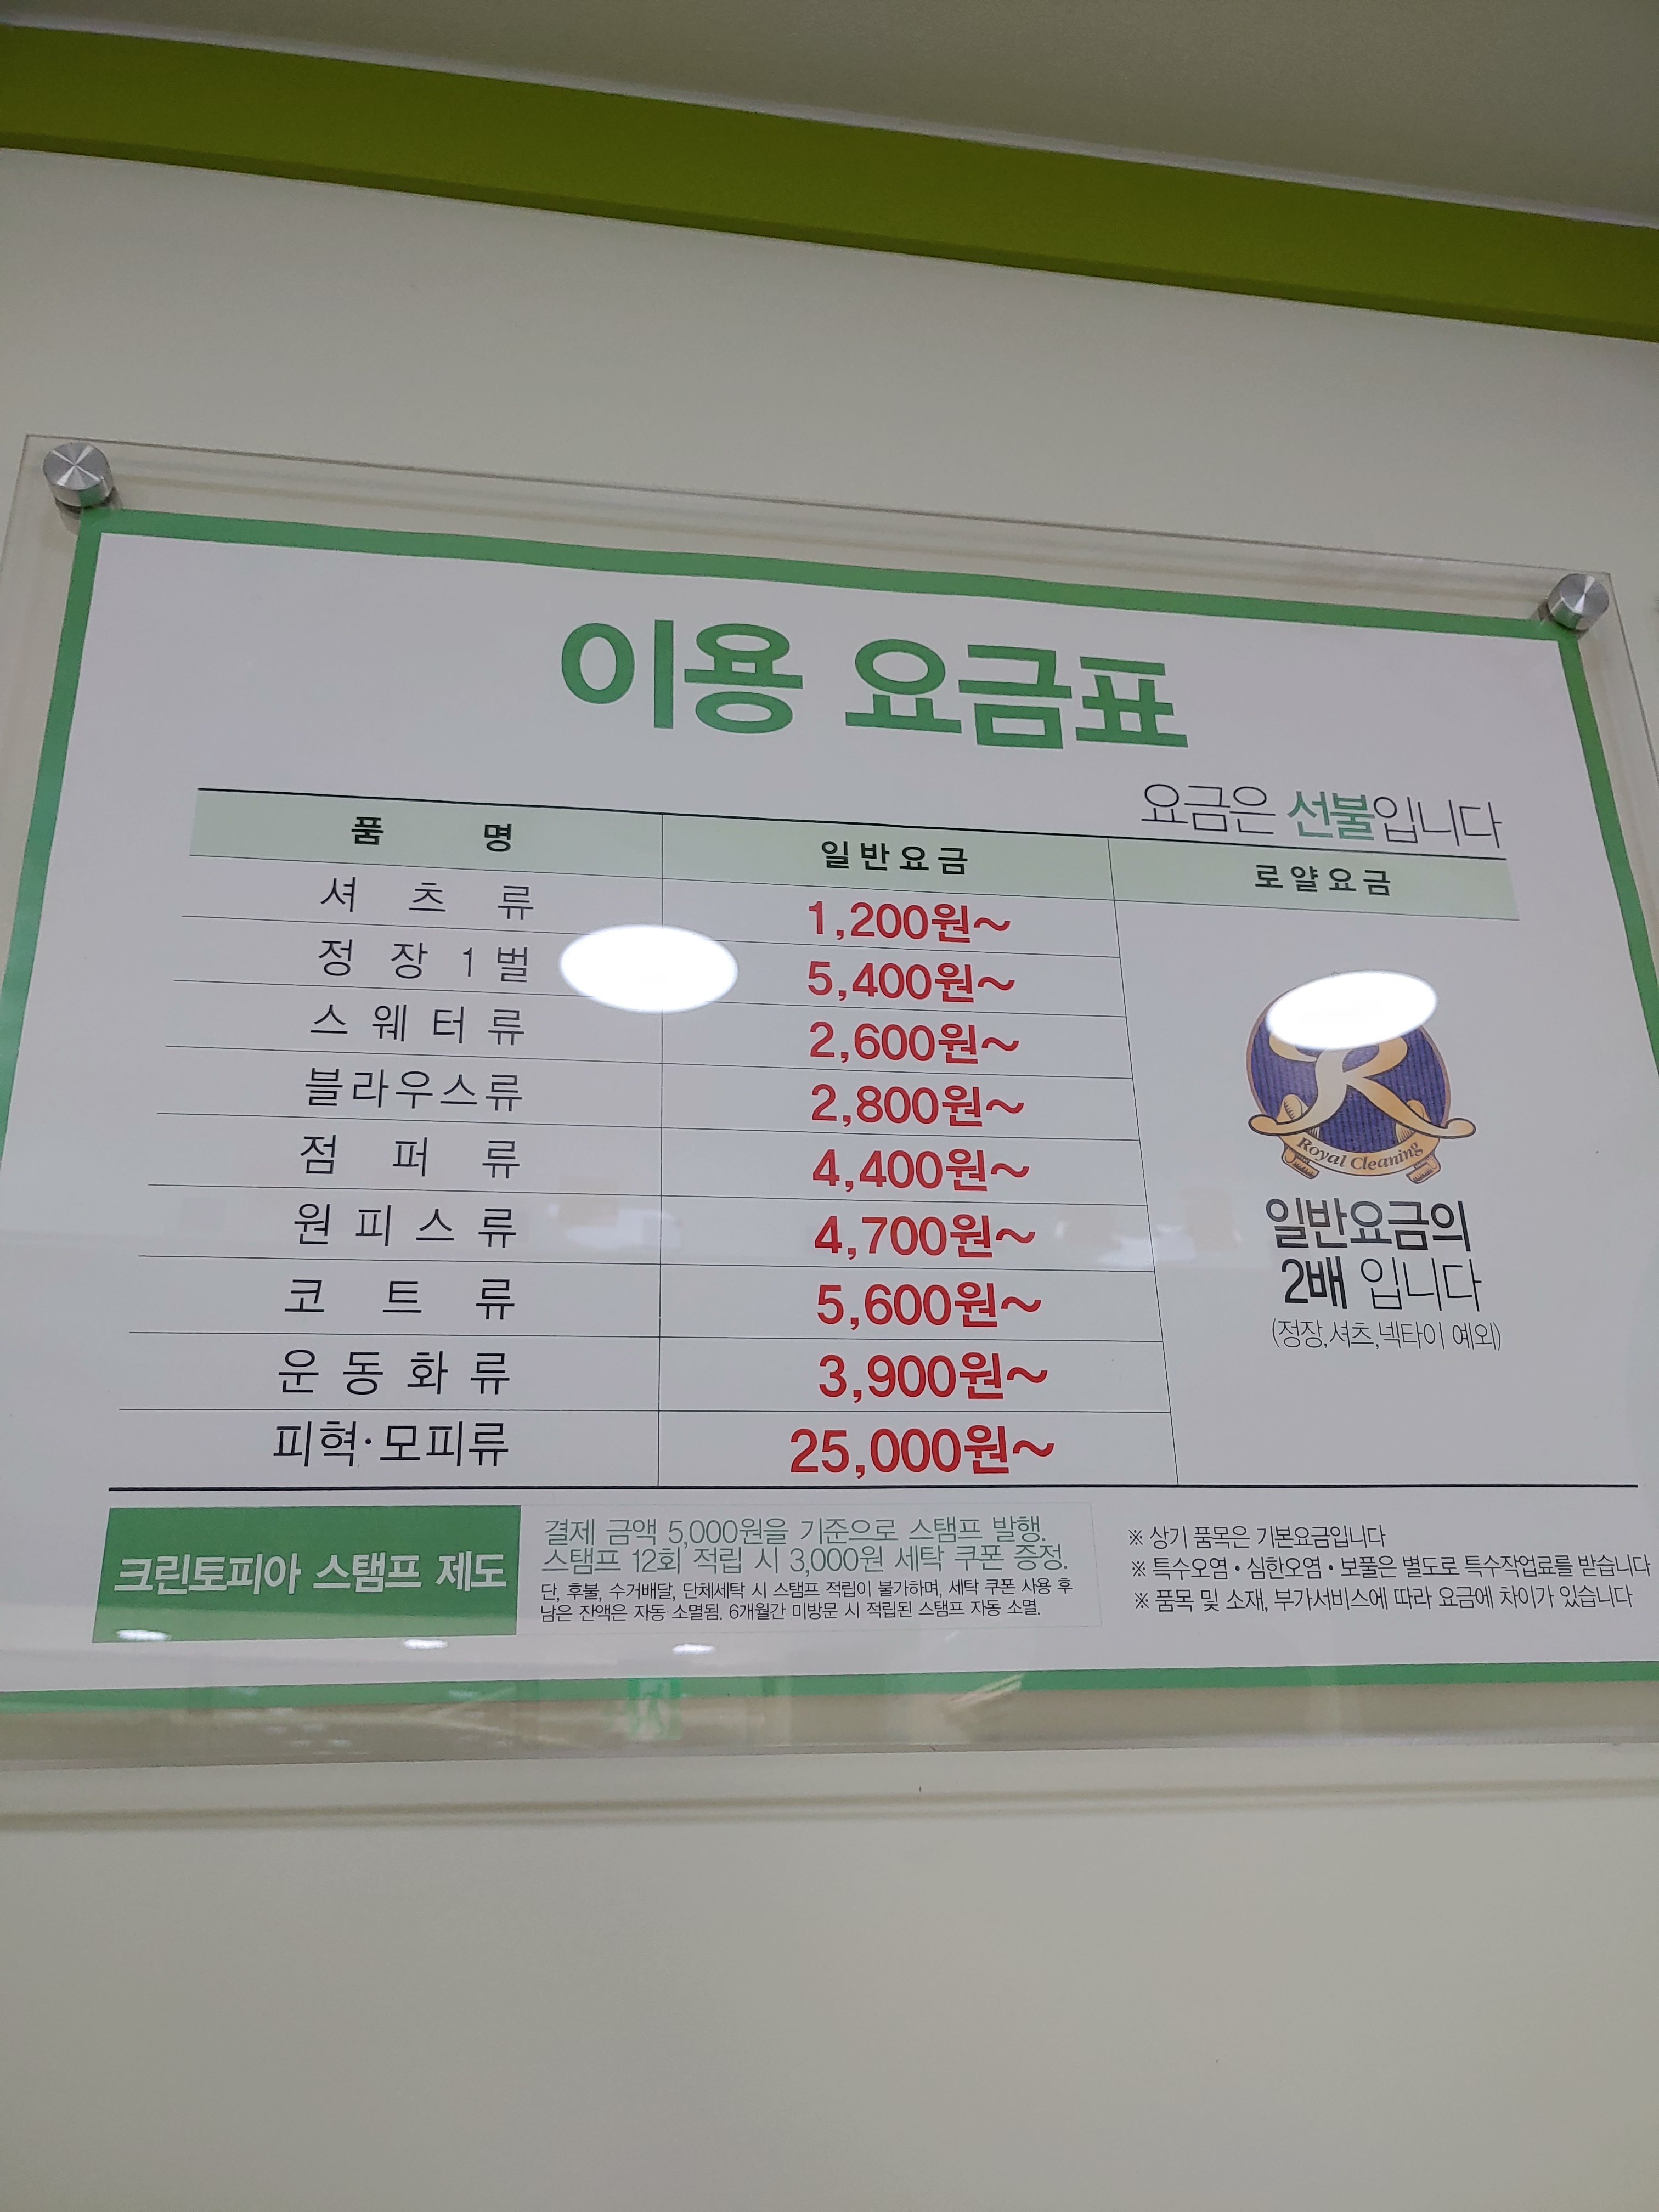 이용 요금표
요금은 선불입니다
품 명 일반요금 로얄요금
셔 츠 류 1,200원~
정 장 1 벌 5,400원~
스 웨 터 류 2,600원~
블라우스류 2,800원~
점 퍼 류 4,400원~
원 피 스 류 4,700원~
코 트 류 5,600원~
운 동 화 류 3,900원~
피혁·모피류 25,000원~
R
Royal Cleaning
일반요금의
2배 입니다
(정장,셔츠,넥타이 예외)
크린토피아 스탬프 제도
결제 금액 5,000원을 기준으로 스탬프 발행.
스탬프 12회 적립 시 3,000원 세탁 쿠폰 증정.
단, 후불, 수거배달, 단체세탁 시 스탬프 적립이 불가하며, 세탁 쿠폰 사용 후
남은 잔액은 자동 소멸됨. 6개월간 미방문 시 적립된 스탬프 자동 소멸.
※ 상기 품목은 기본요금입니다
※ 특수오염·심한오염·보풀은 별도로 특수작업료를 받습니다
※ 품목 및 소재, 부가서비스에 따라 요금에 차이가 있습니다